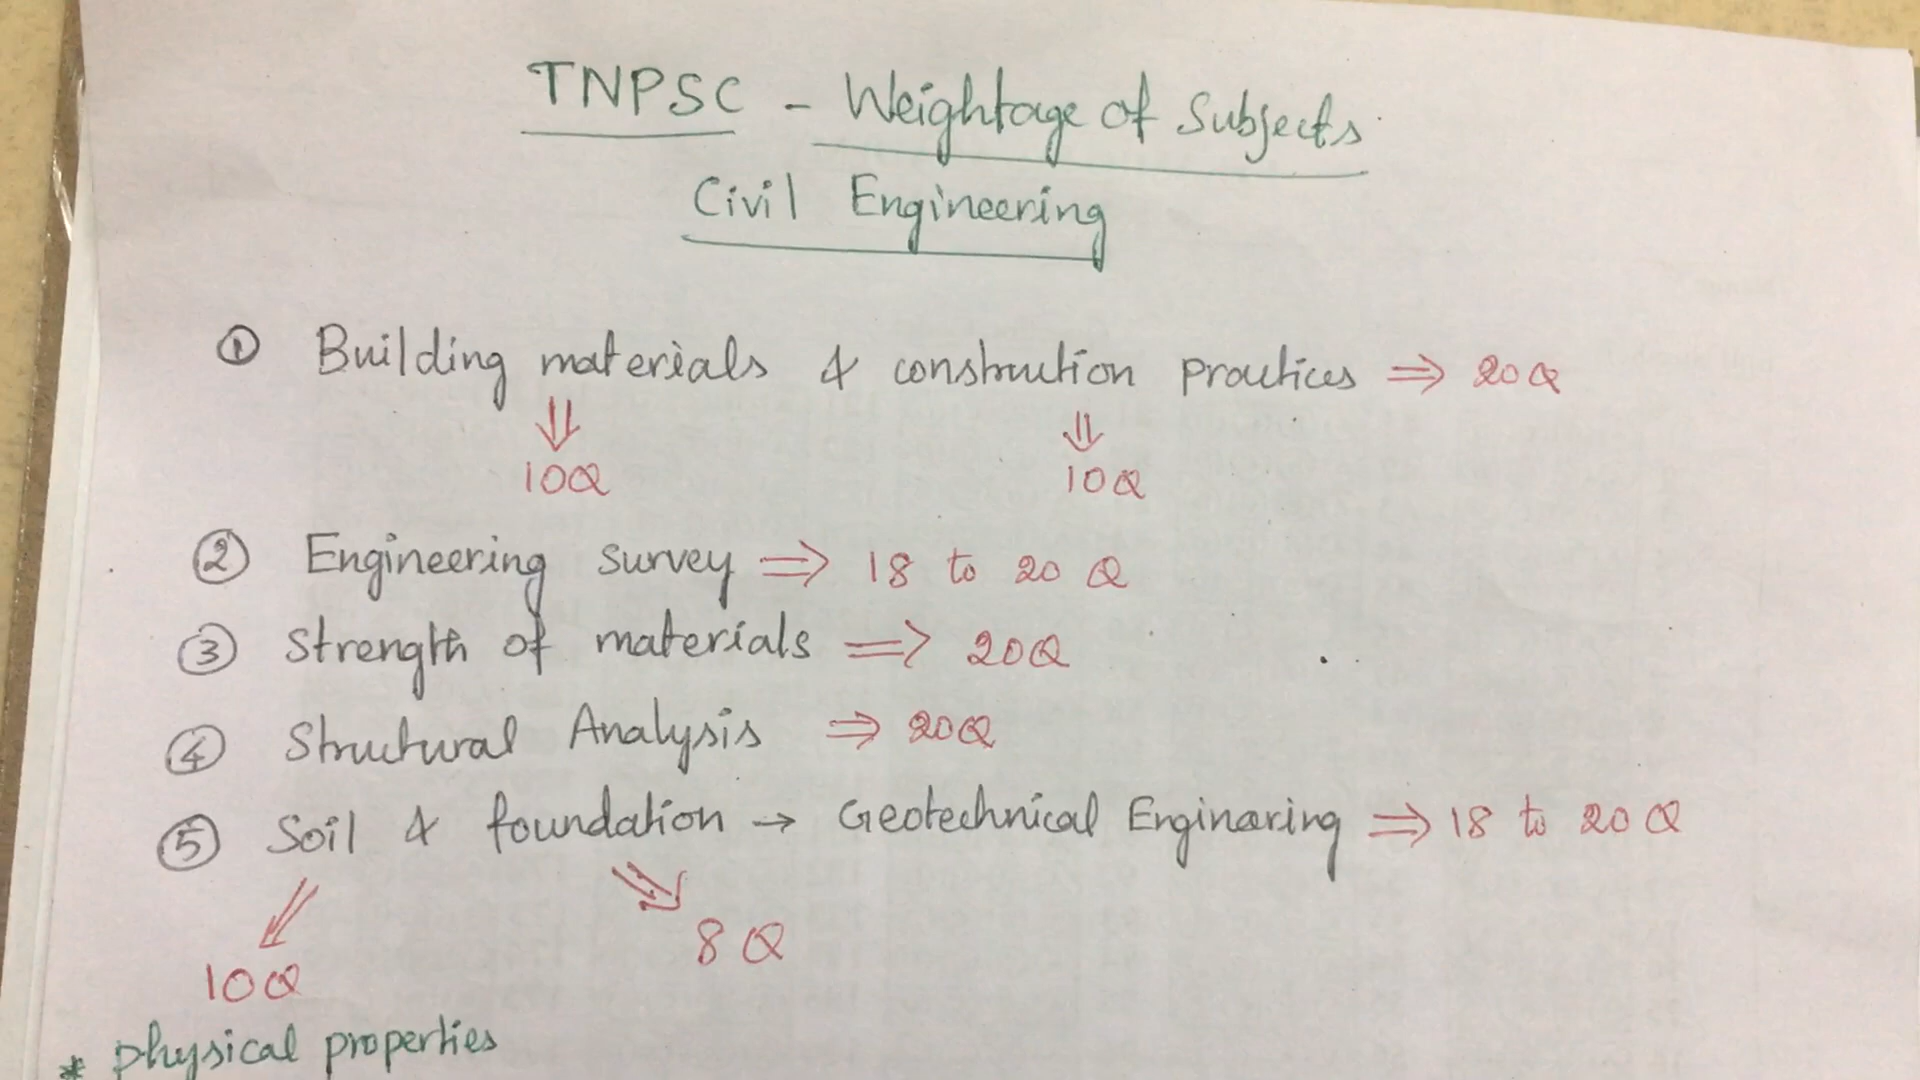 TNPSC - Weightage of Subjects
Civil Engineering
① Building materials & construction practices ⇒ 20Q
⇓ ⇓
10Q 10Q
② Engineering survey ⇒ 18 to 20 Q
③ Strength of materials ⇒ 20Q
④ Structural Analysis ⇒ 20Q
⑤ Soil & foundation → Geotechnical Enginnering ⇒ 18 to 20 Q
10Q 8 Q
* physical properties